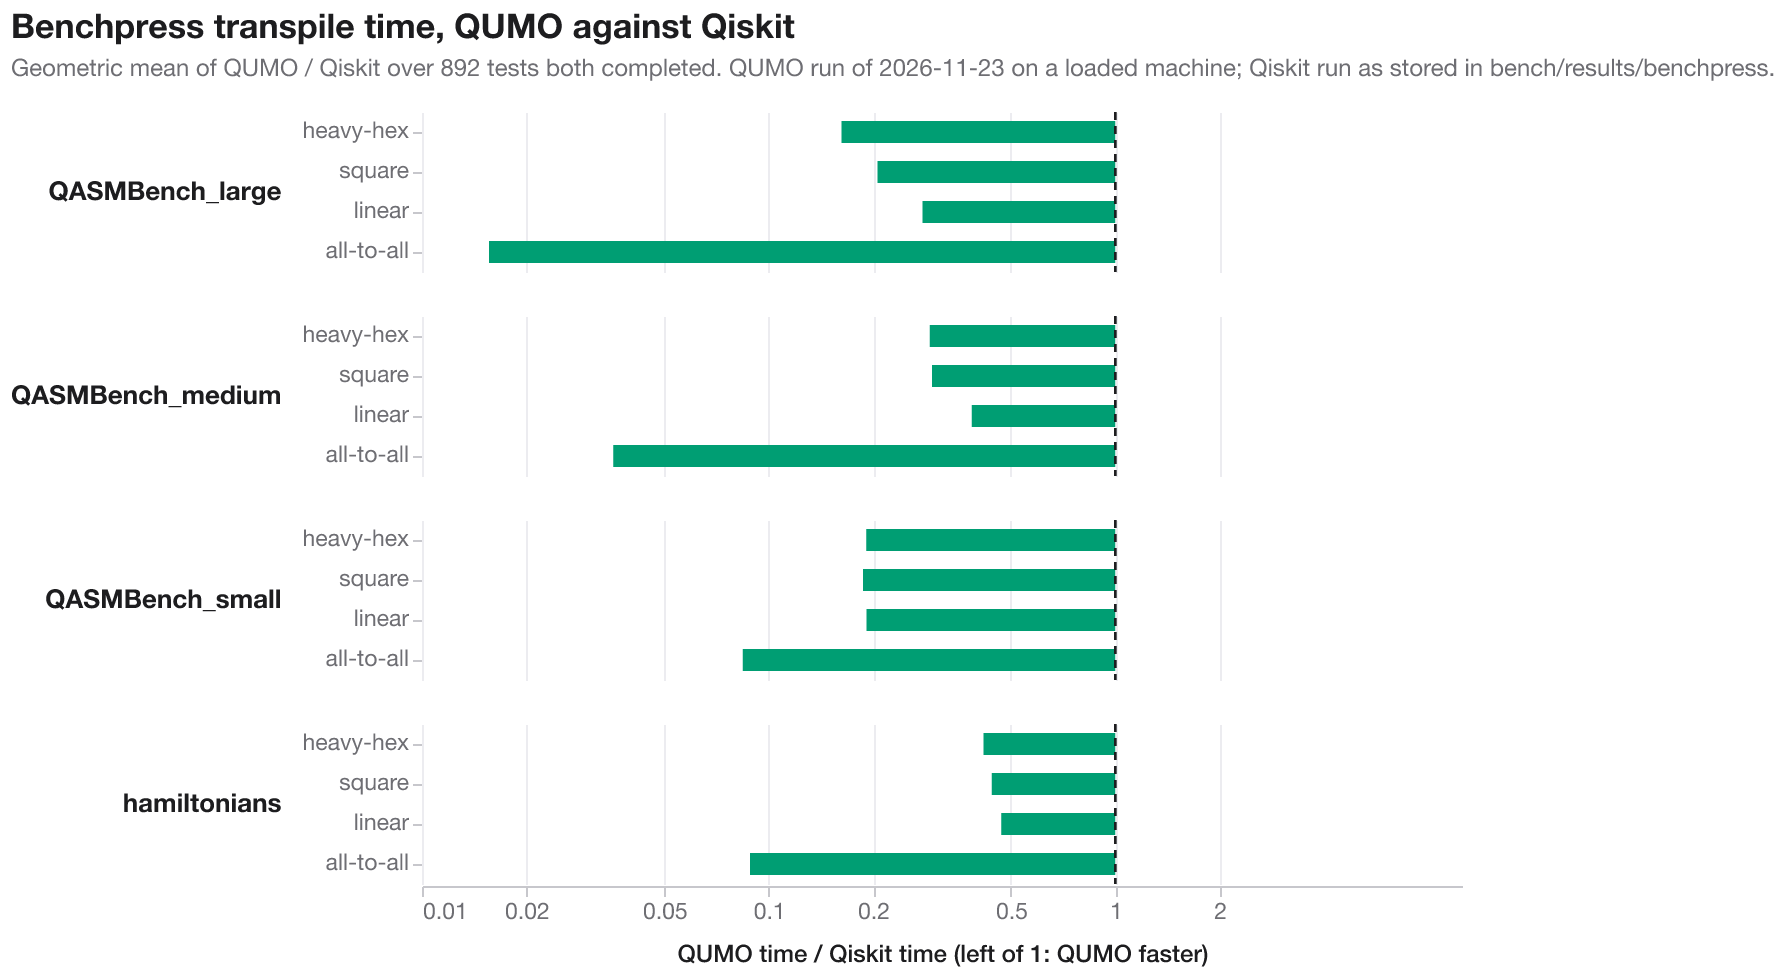 Benchpress transpile time, QUMO against Qiskit
Geometric mean of QUMO / Qiskit over 892 tests both completed. QUMO run of 2026-11-23 on a loaded machine; Qiskit run as stored in bench/results/benchpress.
QASMBench_large
heavy-hex
square
linear
all-to-all
QASMBench_medium
heavy-hex
square
linear
all-to-all
QASMBench_small
heavy-hex
square
linear
all-to-all
hamiltonians
heavy-hex
square
linear
all-to-all
0.01 0.02 0.05 0.1 0.2 0.5 1 2
QUMO time / Qiskit time (left of 1: QUMO faster)